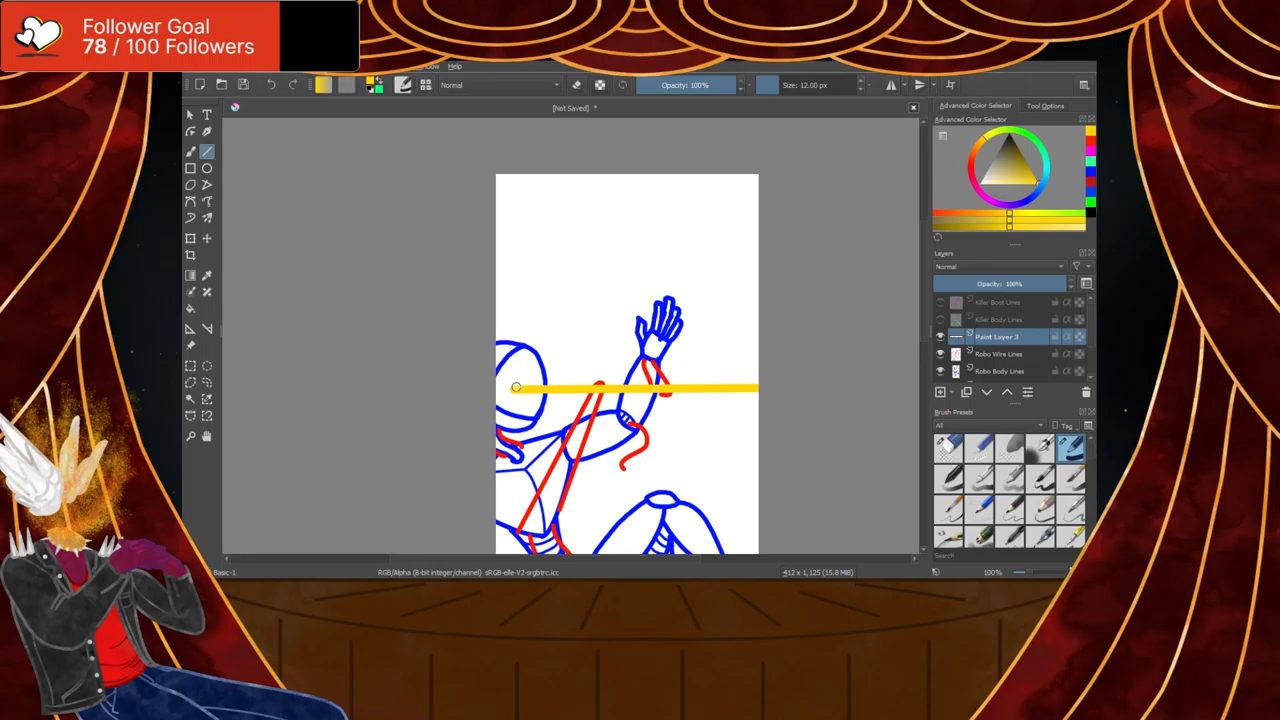 Follower Goal
78 / 100 Followers
Help
Normal
Opacity: 100%
Size: 12.00 px
[Not Saved] *
Advanced Color Selector
Tool Options
Advanced Color Selector
Layers
Normal
Opacity: 100%
Killer Boot Lines
Killer Body Lines
Paint Layer 3
Robo Wire Lines
Robo Body Lines
Brush Presets
All
Tag
Search
Basic-1
RGB/Alpha (8-bit integer/channel) sRGB-elle-V2-srgbtrc.icc
412 x 1,125 (15.8 MiB)
100%